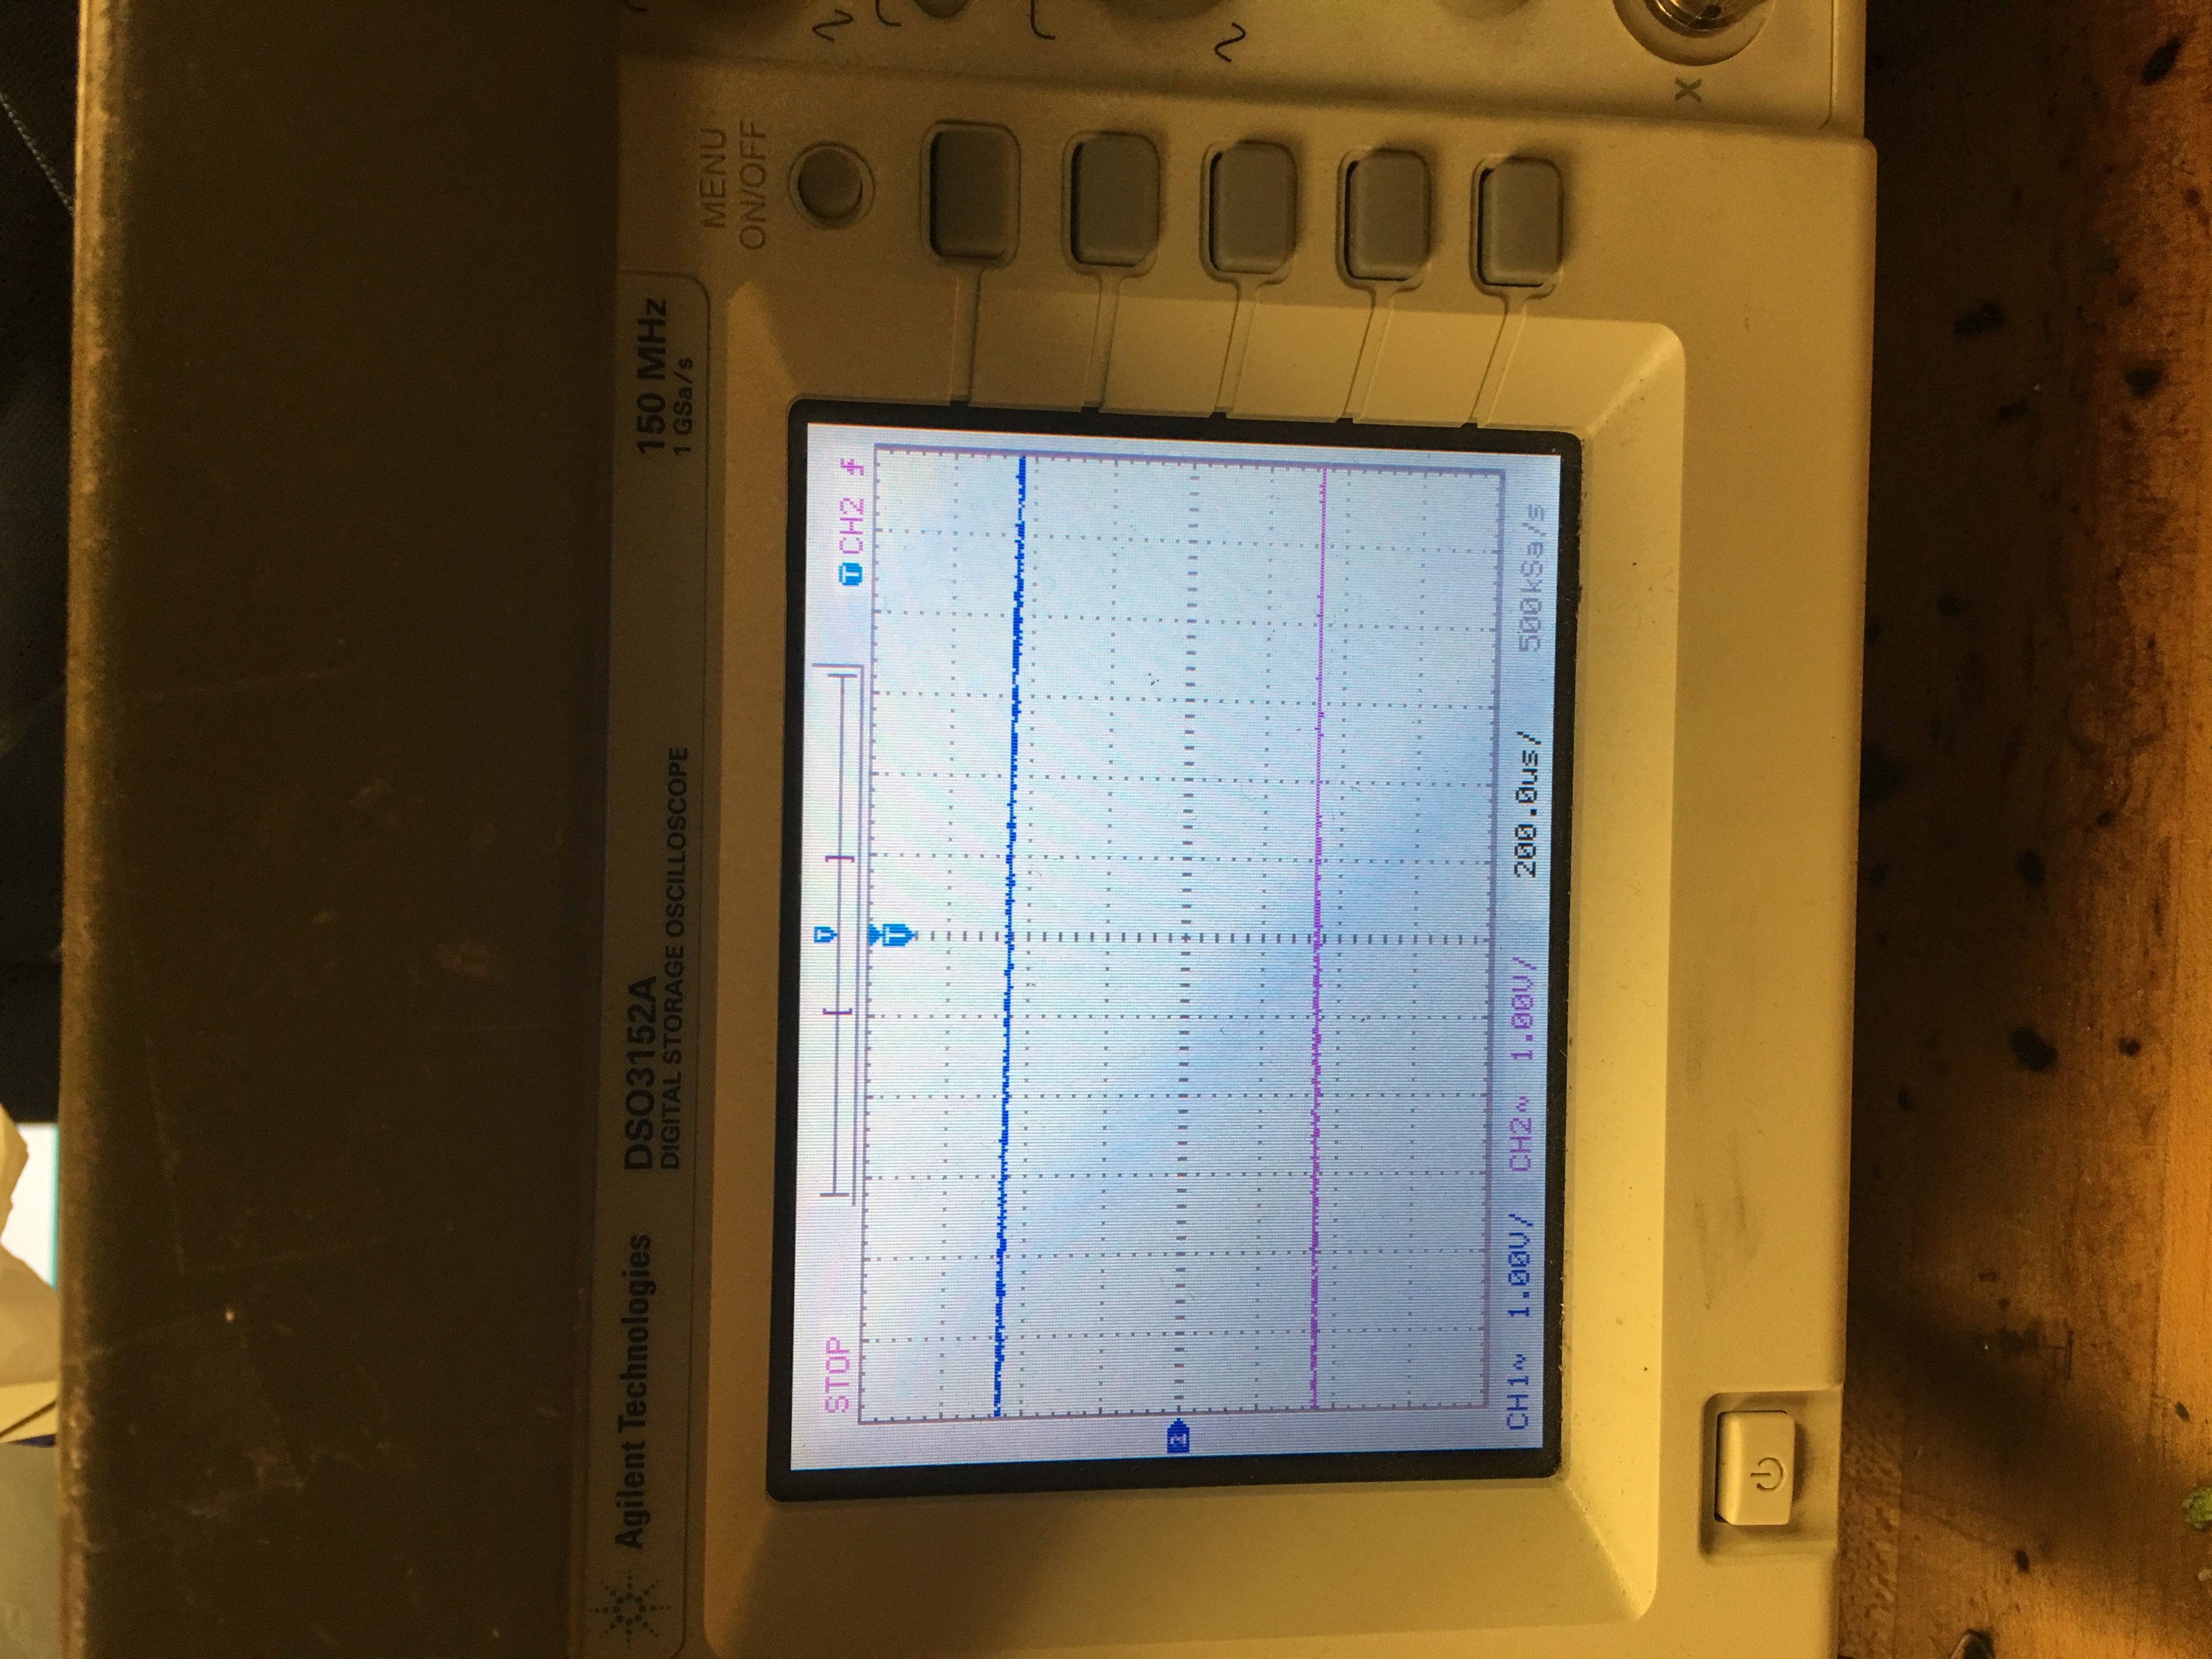 Agilent Technologies DSO3152A 150 MHz
DIGITAL STORAGE OSCILLOSCOPE 1 GSa/s
MENU
ON/OFF
STOP T T CH2
T
2
CH1~ 1.00V/ CH2~ 1.00V/ 200.0us/ 500kSa/s
X